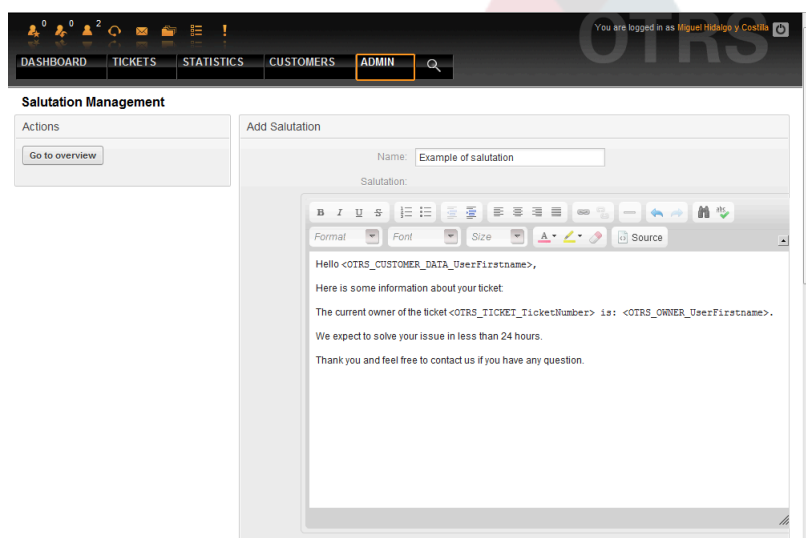 0 0 2
You are logged in as Miguel Hidalgo y Costilla
OTRS
DASHBOARD TICKETS STATISTICS CUSTOMERS ADMIN
Salutation Management
Actions
Go to overview
Add Salutation
Name: Example of salutation
Salutation:
B I U S
Format Font Size A Source
Hello <OTRS_CUSTOMER_DATA_UserFirstname>,
Here is some information about your ticket:
The current owner of the ticket <OTRS_TICKET_TicketNumber> is: <OTRS_OWNER_UserFirstname>.
We expect to solve your issue in less than 24 hours.
Thank you and feel free to contact us if you have any question.